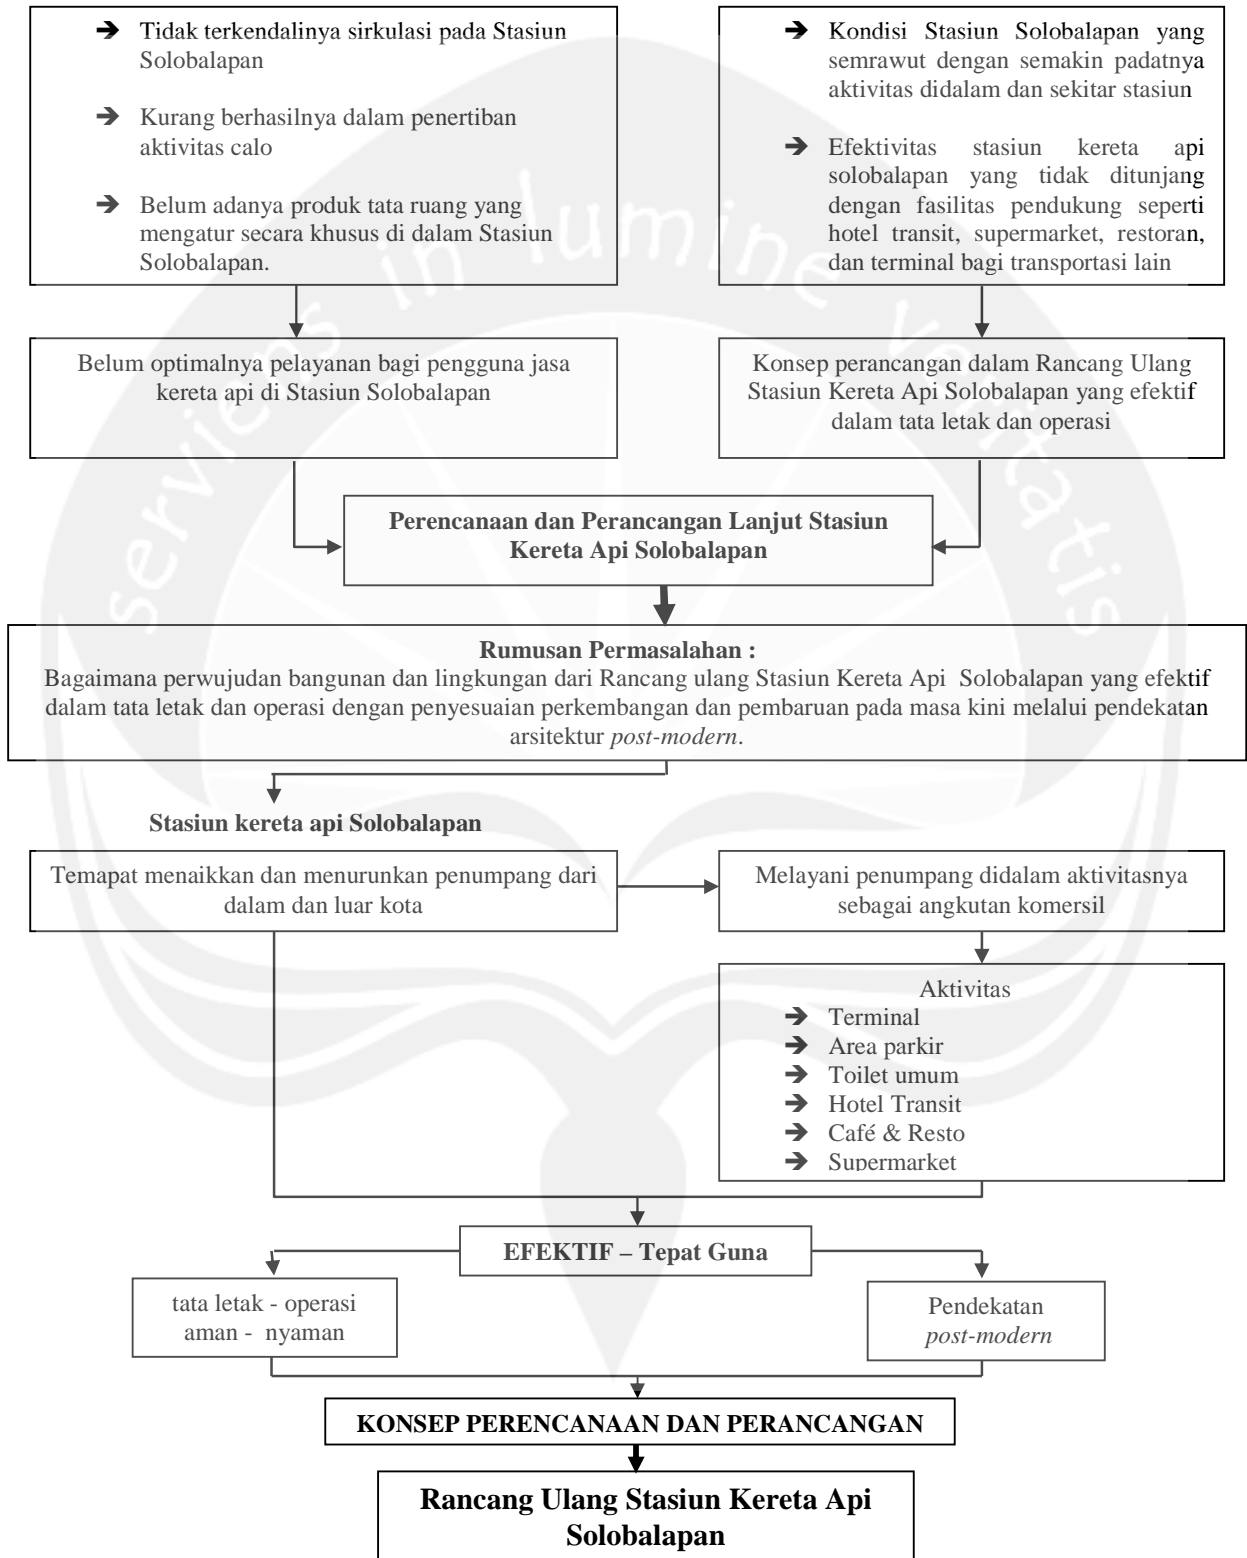 ➔ Tidak terkendalinya sirkulasi pada Stasiun
Solobalapan
➔ Kurang berhasilnya dalam penertiban
aktivitas calo
➔ Belum adanya produk tata ruang yang
mengatur secara khusus di dalam Stasiun
Solobalapan.
➔ Kondisi Stasiun Solobalapan yang
semrawut dengan semakin padatnya
aktivitas didalam dan sekitar stasiun
➔ Efektivitas stasiun kereta api
solobalapan yang tidak ditunjang
dengan fasilitas pendukung seperti
hotel transit, supermarket, restoran,
dan terminal bagi transportasi lain
Belum optimalnya pelayanan bagi pengguna jasa
kereta api di Stasiun Solobalapan
Konsep perancangan dalam Rancang Ulang
Stasiun Kereta Api Solobalapan yang efektif
dalam tata letak dan operasi
Perencanaan dan Perancangan Lanjut Stasiun
Kereta Api Solobalapan
Rumusan Permasalahan :
Bagaimana perwujudan bangunan dan lingkungan dari Rancang ulang Stasiun Kereta Api Solobalapan yang efektif
dalam tata letak dan operasi dengan penyesuaian perkembangan dan pembaruan pada masa kini melalui pendekatan
arsitektur post-modern.
Stasiun kereta api Solobalapan
Temapat menaikkan dan menurunkan penumpang dari
dalam dan luar kota
Melayani penumpang didalam aktivitasnya
sebagai angkutan komersil
Aktivitas
➔ Terminal
➔ Area parkir
➔ Toilet umum
➔ Hotel Transit
➔ Café & Resto
➔ Supermarket
EFEKTIF – Tepat Guna
tata letak - operasi
aman - nyaman
Pendekatan
post-modern
KONSEP PERENCANAAN DAN PERANCANGAN
Rancang Ulang Stasiun Kereta Api
Solobalapan
serviens in lumine veritatis